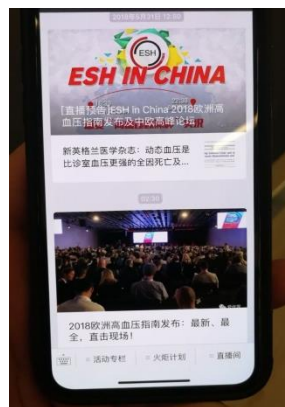 2018年5月31日 12:30
ESH
ESH IN CHINA
[直播预告]ESH In China 2018欧洲高
血压指南发布及中欧高峰论坛
新英格兰医学杂志：动态血压是
比诊室血压更强的全因死亡及...
2018欧洲高血压指南发布：最新、最
全，直击现场！
活动专栏
火炬计划
直播间